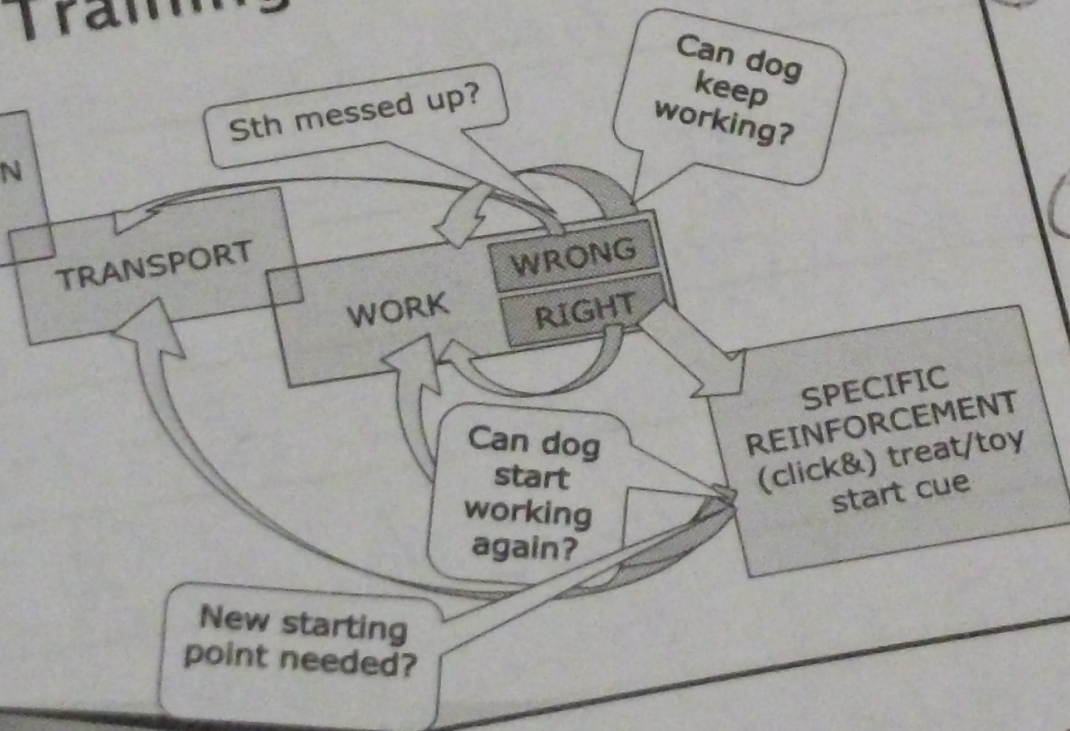 Training
Can dog
keep
working?
Sth messed up?
N
TRANSPORT
WORK
WRONG
RIGHT
SPECIFIC
REINFORCEMENT
(click&) treat/toy
start cue
Can dog
start
working
again?
New starting
point needed?